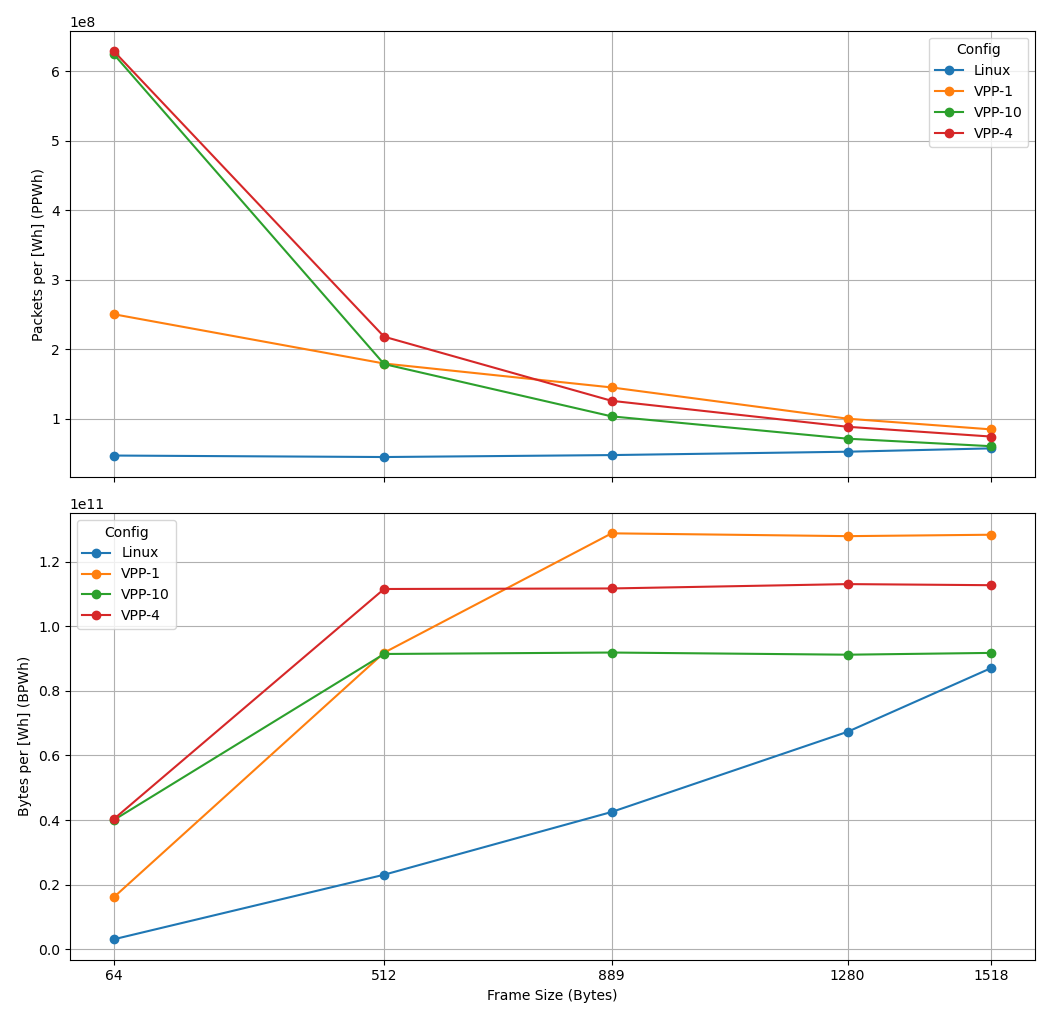 1e8
6
5
4
3
2
1
Packets per [Wh] (PPWh)
Config
Linux
VPP-1
VPP-10
VPP-4
1e11
1.2
1.0
0.8
0.6
0.4
0.2
0.0
Bytes per [Wh] (BPWh)
Config
Linux
VPP-1
VPP-10
VPP-4
64 512 889 1280 1518
Frame Size (Bytes)